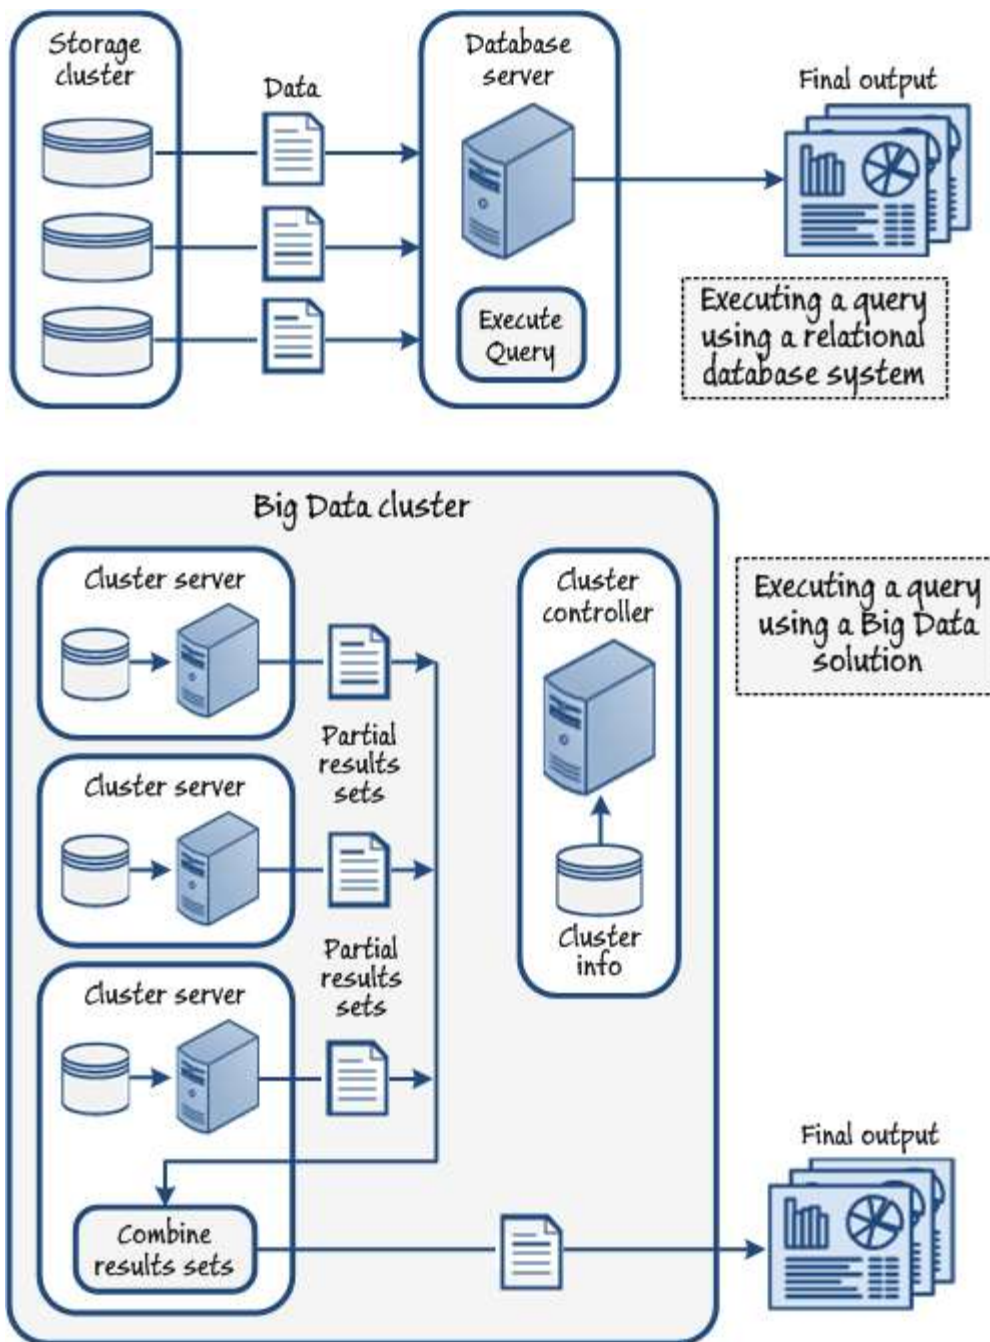 Storage
cluster
Data
Database
server
Execute
Query
Final output
Executing a query
using a relational
database system
Big Data cluster
Cluster server
Partial
results
sets
Cluster server
Partial
results
sets
Cluster server
Combine
results sets
Cluster
controller
Cluster
info
Executing a query
using a Big Data
solution
Final output